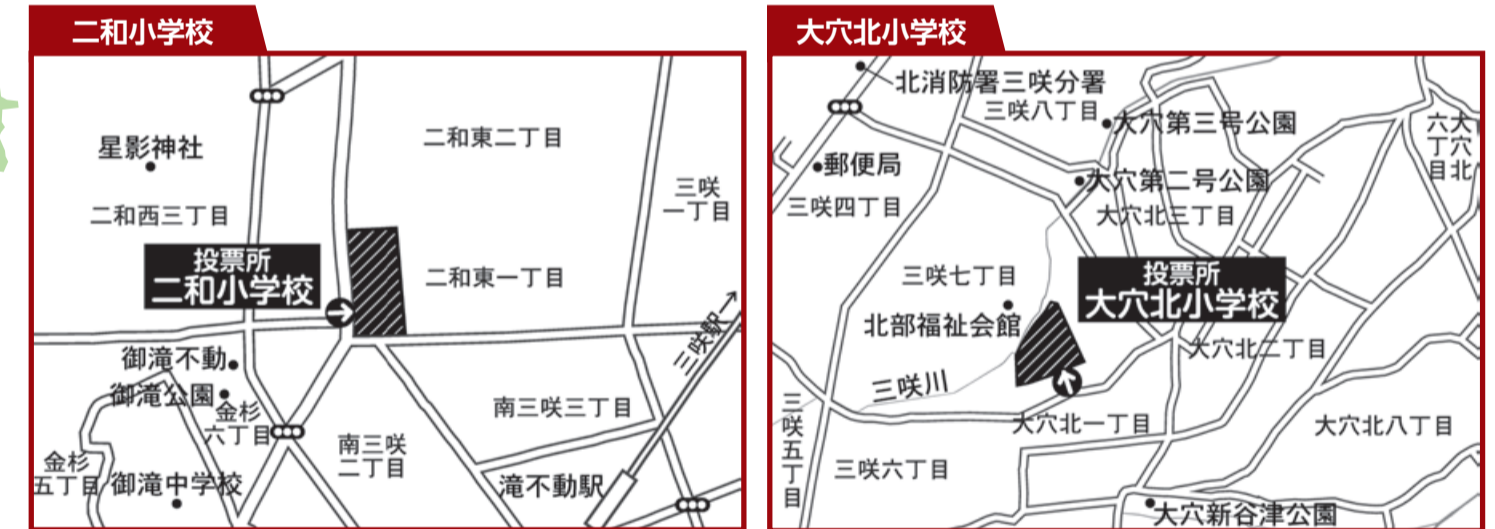 二和小学校
星影神社
二和東二丁目
三咲
一丁目
二和西三丁目
投票所
二和小学校
二和東一丁目
三咲駅→
御滝不動
御滝公園
金杉
六丁目
南三咲三丁目
南三咲
二丁目
金杉
五丁目
御滝中学校
滝不動駅
大穴北小学校
北消防署三咲分署
三咲八丁目
大穴第三号公園
大穴北
六丁目
郵便局
大穴第二号公園
三咲四丁目
大穴北三丁目
三咲七丁目
投票所
大穴北小学校
北部福祉会館
大穴北二丁目
三咲川
三咲五丁目
大穴北一丁目
大穴北八丁目
三咲六丁目
大穴新谷津公園